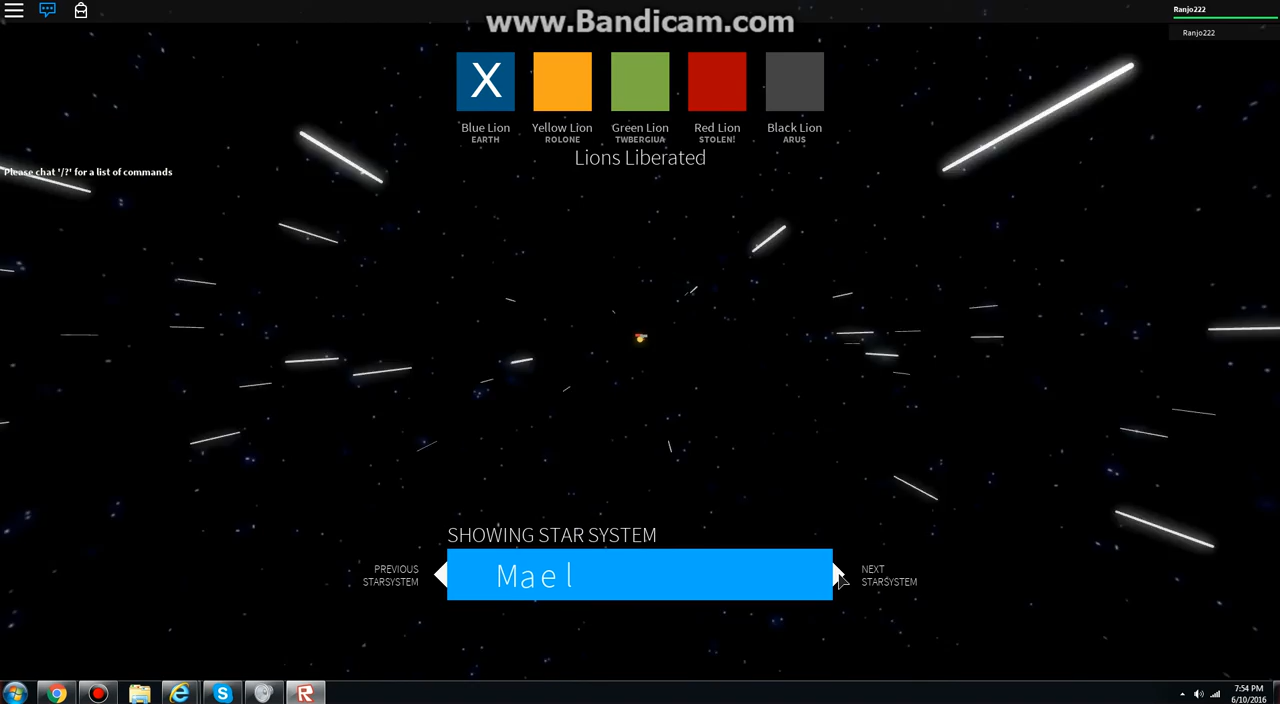 www.Bandicam.com
Ranjo222
Ranjo222
X
Blue Lion
EARTH
Yellow Lion
ROLONE
Green Lion
TWBERGIUA
Red Lion
STOLEN!
Black Lion
ARUS
Lions Liberated
Please chat '/?' for a list of commands
SHOWING STAR SYSTEM
PREVIOUS
STARSYSTEM
Mael
NEXT
STARSYSTEM
7:54 PM
6/10/2016